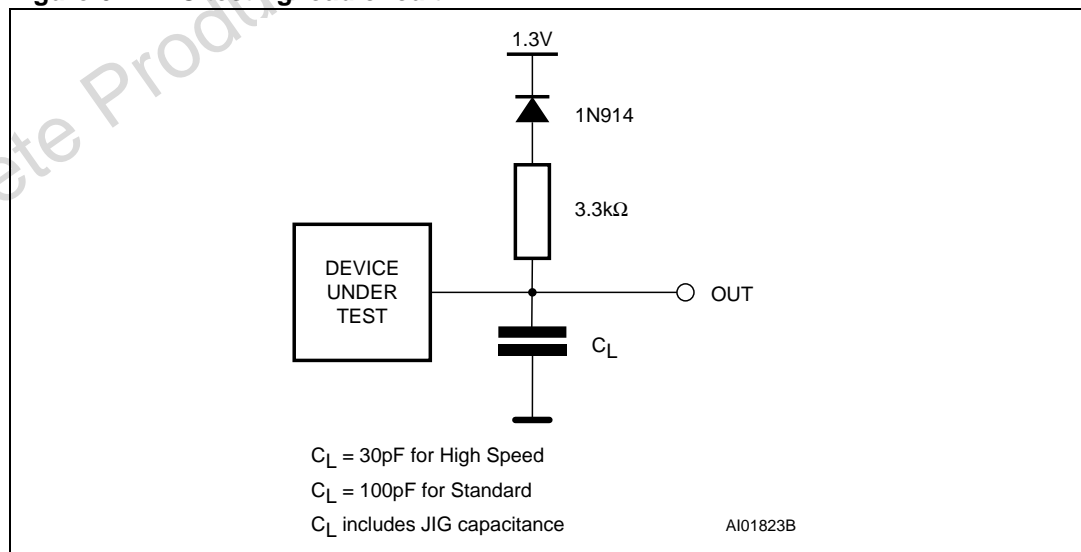 1.3V
1N914
3.3kΩ
DEVICE
UNDER
TEST
OUT
CL
CL = 30pF for High Speed
CL = 100pF for Standard
CL includes JIG capacitance
AI01823B